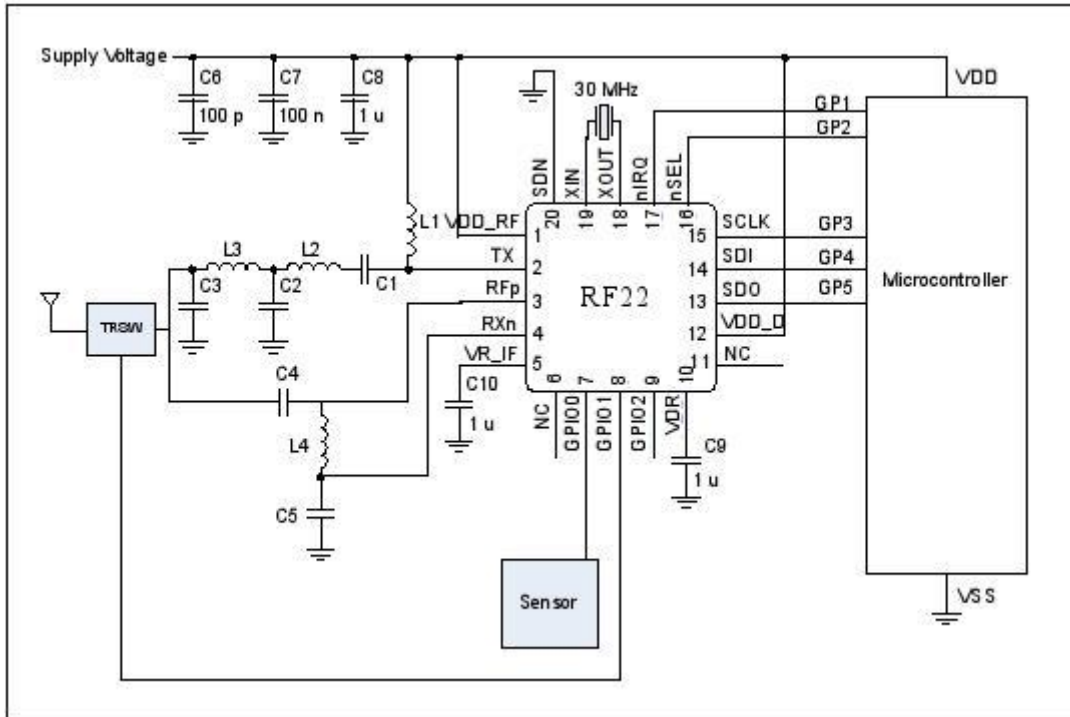 Supply Voltage
C6
100 p
C7
100 n
C8
1 u
30 MHz
VDD
GP1
GP2
SDN
XIN
XOUT
nIRQ
nSEL
20
19
18
17
16
L1
VDD_RF
1
15
SCLK
GP3
L3
L2
TX
2
14
SDI
GP4
C3
C2
C1
RFp
3
RF22
13
SDO
GP5
Microcontroller
TRSW
RXn
4
12
VDD_D
VR_IF
5
11
NC
C4
C10
1 u
6
7
8
9
10
NC
GPIO0
GPIO1
GPIO2
VDR
C9
1 u
L4
C5
Sensor
VSS